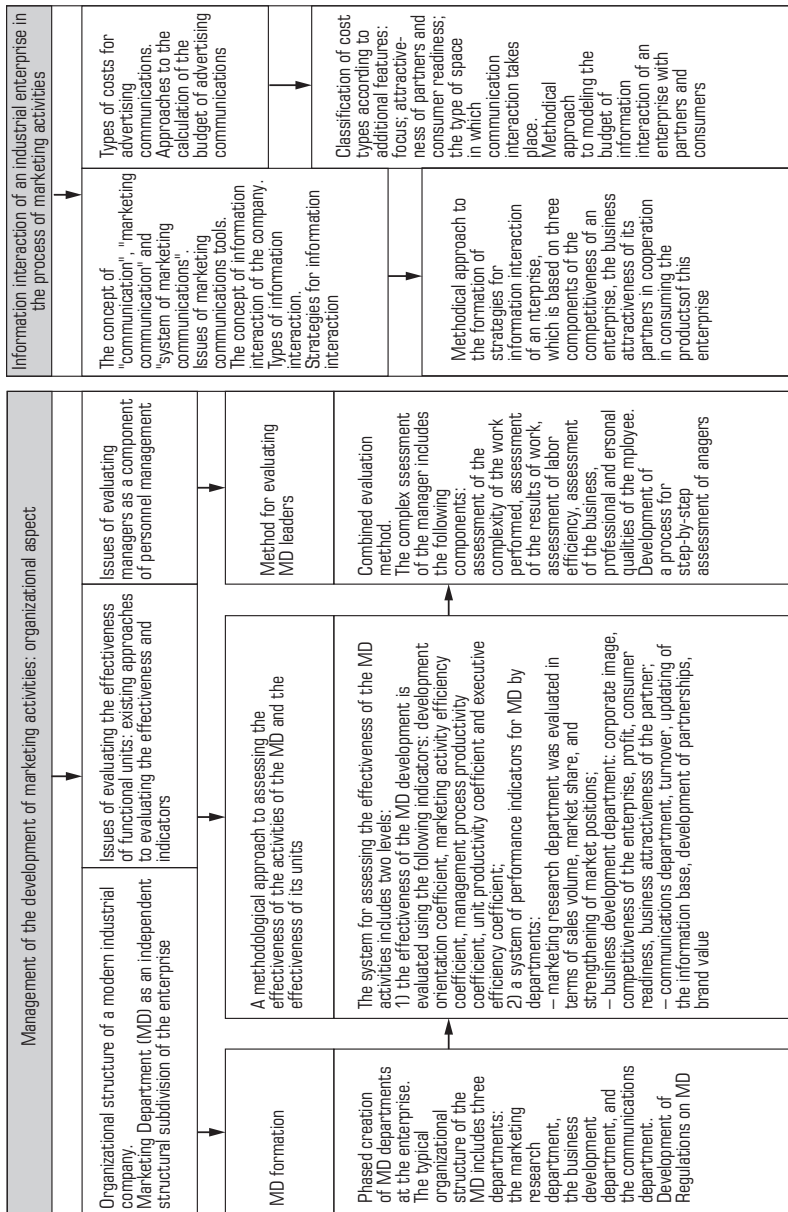 Management of the development of marketing activities: organizational aspect
Organizational structure of a modern industrial
company.
Marketing Department (MD) as an independent
structural subdivision of the enterprise
Issues of evaluating the effectiveness
of functional units: existing approaches
to evaluating the effectiveness and
indicators
Issues of evaluating
managers as a component
of personnel management
MD formation
A methodological approach to assessing the
effectiveness of the activities of the MD and the
effectiveness of its units
Method for evaluating
MD leaders
Phased creation
of MD departments
at the enterprise.
The typical
organizational
structure of the
MD includes three
departments:
the marketing
research
department,
the business
development
department, and
the communications
department.
Development of
Regulations on MD
The system for assessing the effectiveness of the MD
activities includes two levels:
1) the effectiveness of the MD development is
evaluated using the following indicators: development
orientation coefficient, marketing activity efficiency
coefficient, management process productivity
coefficient, unit productivity coefficient and executive
efficiency coefficient;
2) a system of performance indicators for MD by
departments:
– marketing research department was evaluated in
terms of sales volume, market share, and
strengthening of market positions;
– business development department: corporate image,
competitiveness of the enterprise, profit, consumer
readiness, business attractiveness of the partner;
– communications department, turnover, updating of
the information base, development of partnerships,
brand value
Combined evaluation
method.
The complex ssessment
of the manager includes
the following
components:
assessment of the
complexity of the work
performed, assessment
of the results of work,
assessment of labor
efficiency, assessment
of the business,
professional and ersonal
qualities of the mployee.
Development of
a process for
step-by-step
assessment of anagers
Information interaction of an industrial enterprise in
the process of marketing activities
The concept of
"communication", "marketing
communication" and
"system of marketing
communications".
Issues of marketing
communications tools.
The concept of information
interaction of the company.
Types of information
interaction.
Strategies for information
interaction
Types of costs for
advertising
communications.
Approaches to the
calculation of the
budget of advertising
communications
Methodical approach to
the formation of
strategies for
information interaction
of an nterprise,
which is based on three
components of the
competitiveness of an
enterprise, the business
attractiveness of its
partners in cooperation
in consuming the
productsof this
enterprise
Classification of cost
types according to
additional features:
focus; attractive-
ness of partners and
consumer readiness;
the type of space
in which
communication
interaction takes
place.
Methodical
approach
to modeling the
budget of
information
interaction of an
enterprise with
partners and
consumers